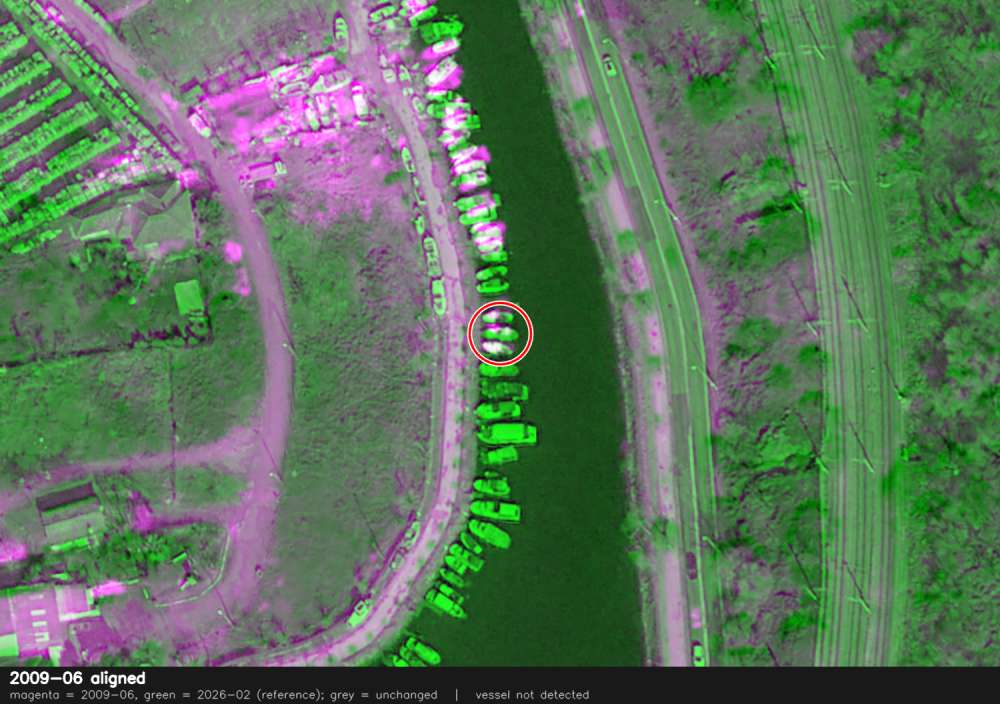 2009-06 aligned
magenta = 2009-06, green = 2026-02 (reference); grey = unchanged | vessel not detected